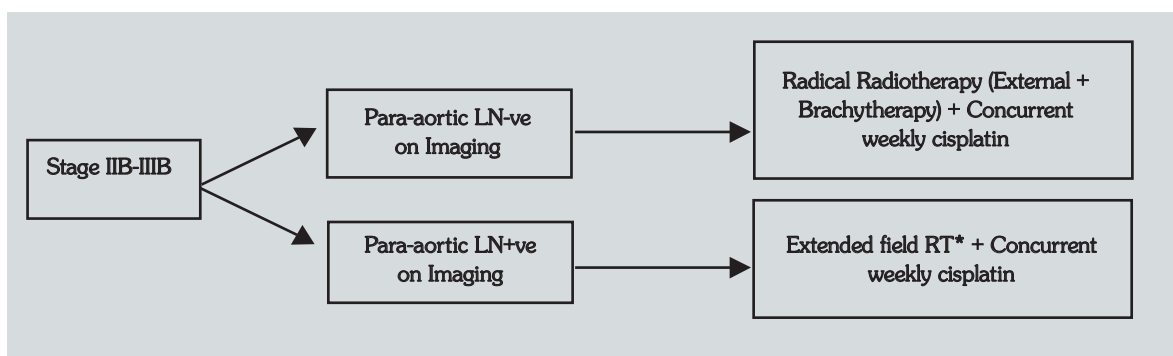 Stage IIB-IIIB
Para-aortic LN-ve
on Imaging
Radical Radiotherapy (External +
Brachytherapy) + Concurrent
weekly cisplatin
Para-aortic LN+ve
on Imaging
Extended field RT* + Concurrent
weekly cisplatin